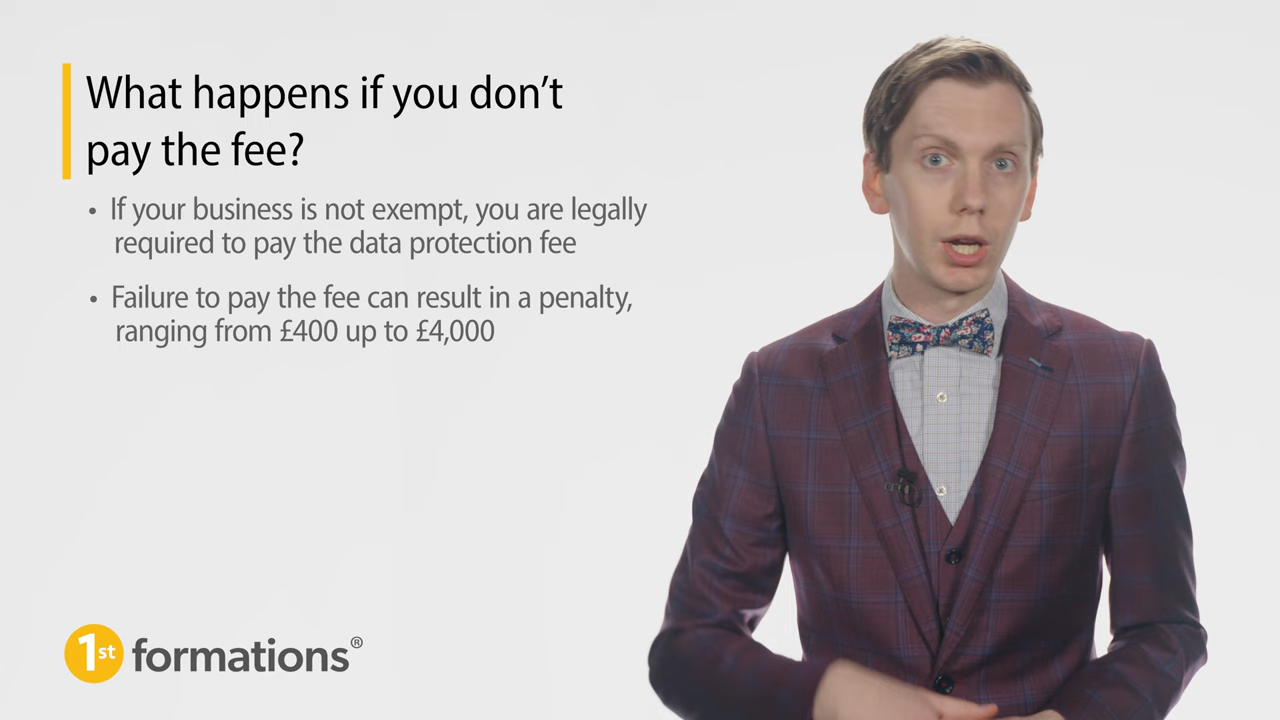 What happens if you don't
pay the fee?
• If your business is not exempt, you are legally
required to pay the data protection fee
• Failure to pay the fee can result in a penalty,
ranging from £400 up to £4,000
1st formations®